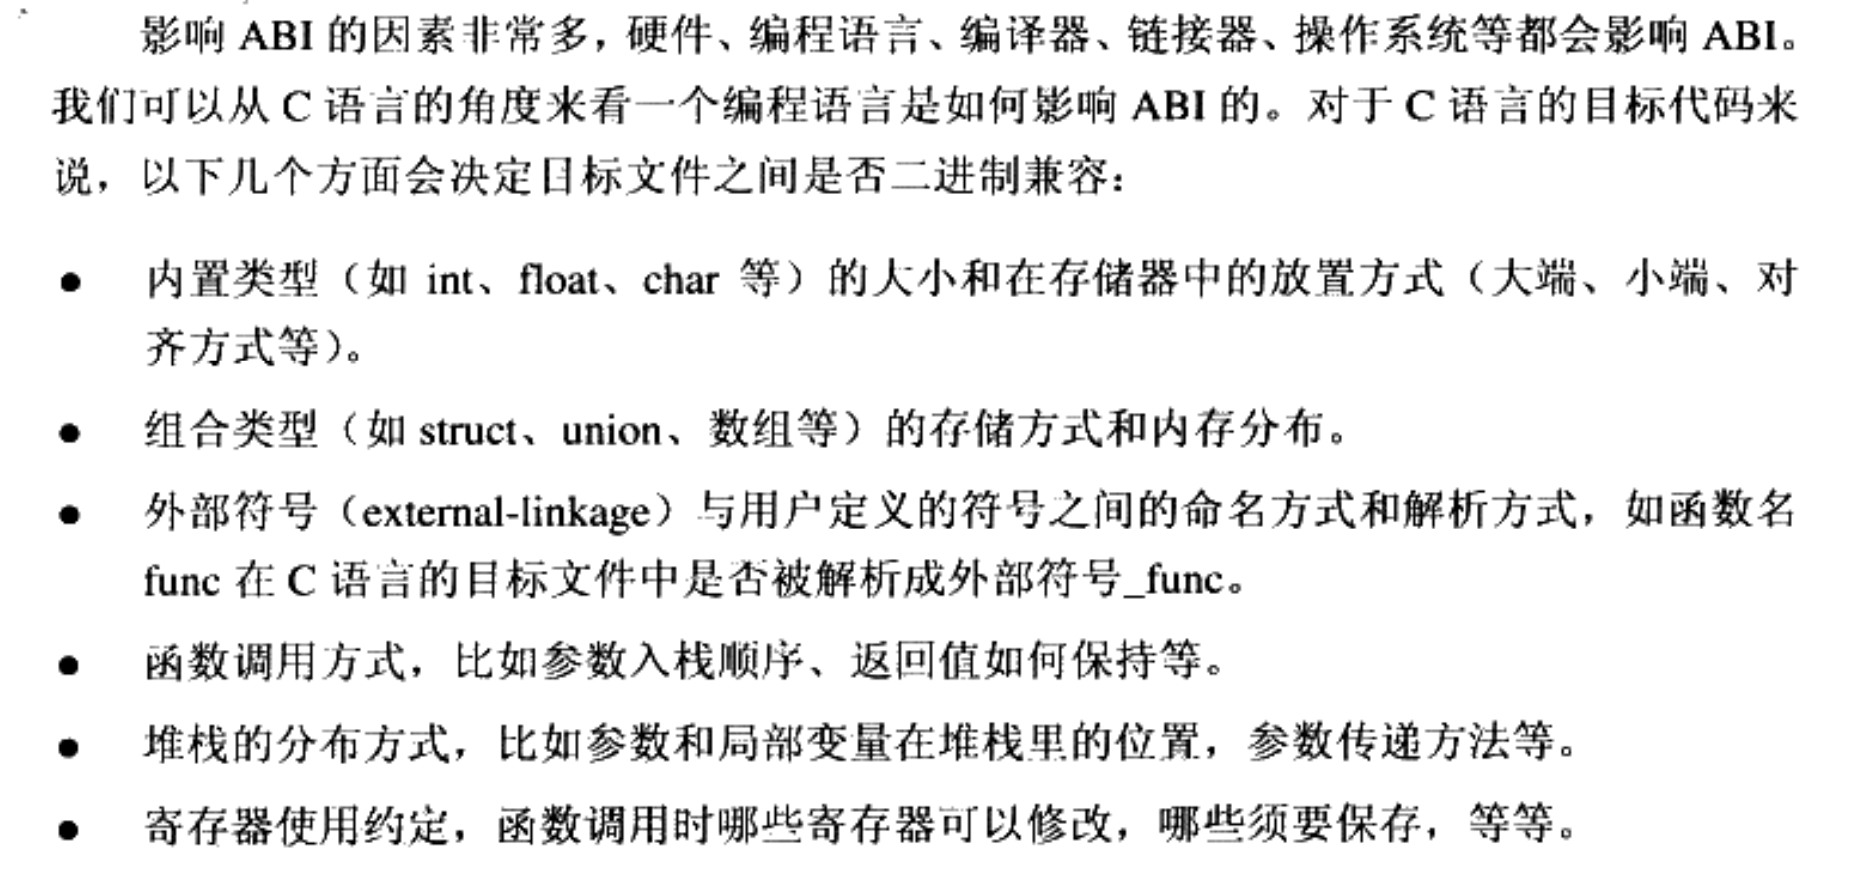 影响 ABI 的因素非常多，硬件、编程语言、编译器、链接器、操作系统等都会影响 ABI。
我们可以从 C 语言的角度来看一个编程语言是如何影响 ABI 的。对于 C 语言的目标代码来
说，以下几个方面会决定目标文件之间是否二进制兼容：
● 内置类型（如 int、float、char 等）的大小和在存储器中的放置方式（大端、小端、对
齐方式等）。
● 组合类型（如 struct、union、数组等）的存储方式和内存分布。
● 外部符号（external-linkage）与用户定义的符号之间的命名方式和解析方式，如函数名
func 在 C 语言的目标文件中是否被解析成外部符号_func。
● 函数调用方式，比如参数入栈顺序、返回值如何保持等。
● 堆栈的分布方式，比如参数和局部变量在堆栈里的位置，参数传递方法等。
● 寄存器使用约定，函数调用时哪些寄存器可以修改，哪些须要保存，等等。